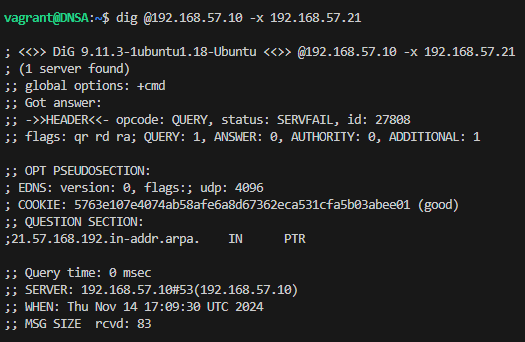 vagrant@DNSA:~$ dig @192.168.57.10 -x 192.168.57.21

; <<>> DiG 9.11.3-1ubuntu1.18-Ubuntu <<>> @192.168.57.10 -x 192.168.57.21
; (1 server found)
;; global options: +cmd
;; Got answer:
;; ->>HEADER<<- opcode: QUERY, status: SERVFAIL, id: 27808
;; flags: qr rd ra; QUERY: 1, ANSWER: 0, AUTHORITY: 0, ADDITIONAL: 1

;; OPT PSEUDOSECTION:
; EDNS: version: 0, flags:; udp: 4096
; COOKIE: 5763e107e4074ab58afe6a8d67362eca531cfa5b03abee01 (good)
;; QUESTION SECTION:
;21.57.168.192.in-addr.arpa.    IN      PTR

;; Query time: 0 msec
;; SERVER: 192.168.57.10#53(192.168.57.10)
;; WHEN: Thu Nov 14 17:09:30 UTC 2024
;; MSG SIZE  rcvd: 83